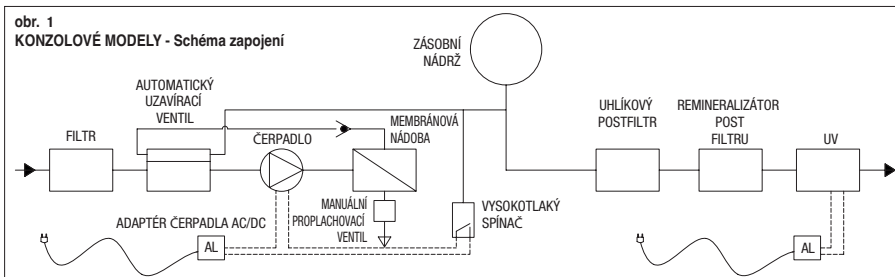 obr. 1
KONZOLOVÉ MODELY - Schéma zapojení
ZÁSOBNÍ
NÁDRŽ
AUTOMATICKÝ
UZAVÍRACÍ
VENTIL
FILTR
ČERPADLO
MEMBRÁNOVÁ
NÁDOBA
UHLÍKOVÝ
POSTFILTR
REMINERALIZÁTOR
POST
FILTRU
UV
MANUÁLNÍ
PROPLACHOVACÍ
VENTIL
VYSOKOTLAKÝ
SPÍNAČ
ADAPTÉR ČERPADLA AC/DC
AL
AL